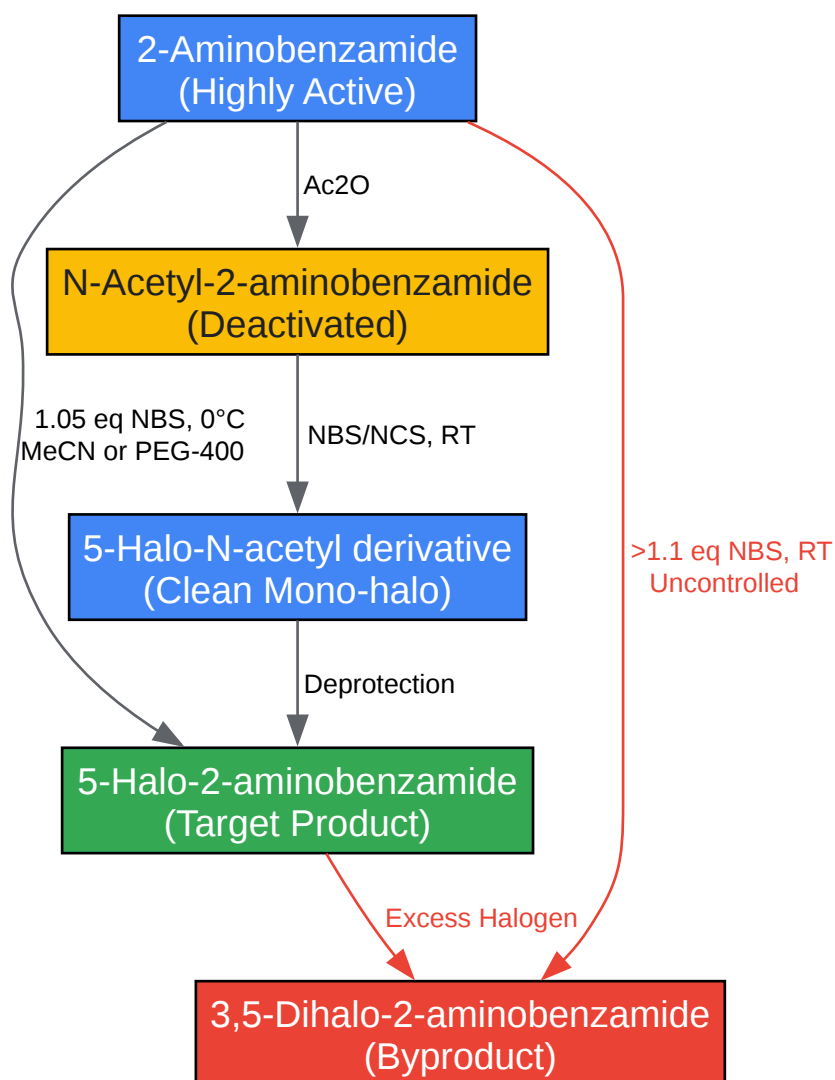 2-Aminobenzamide
(Highly Active)
Ac2O
N-Acetyl-2-aminobenzamide
(Deactivated)
1.05 eq NBS, 0°C
MeCN or PEG-400
NBS/NCS, RT
5-Halo-N-acetyl derivative
(Clean Mono-halo)
>1.1 eq NBS, RT
Uncontrolled
Deprotection
5-Halo-2-aminobenzamide
(Target Product)
Excess Halogen
3,5-Dihalo-2-aminobenzamide
(Byproduct)